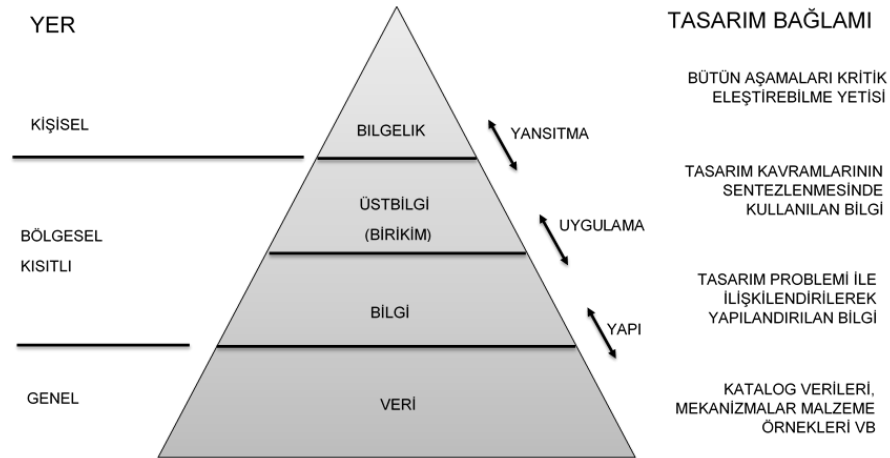 YER
TASARIM BAĞLAMI
BÜTÜN AŞAMALARI KRİTİK
ELEŞTİREBİLME YETİSİ
KİŞİSEL
BILGELIK
YANSITMA
TASARIM KAVRAMLARININ
SENTEZLENMESİNDE
KULLANILAN BİLGİ
ÜSTBİLGİ
(BİRİKİM)
UYGULAMA
BÖLGESEL
KISITLI
TASARIM PROBLEMİ İLE
İLİŞKİLENDİRİLEREK
YAPILANDIRILAN BİLGİ
BİLGİ
YAPI
GENEL
VERİ
KATALOG VERİLERİ,
MEKANİZMALAR MALZEME
ÖRNEKLERİ VB